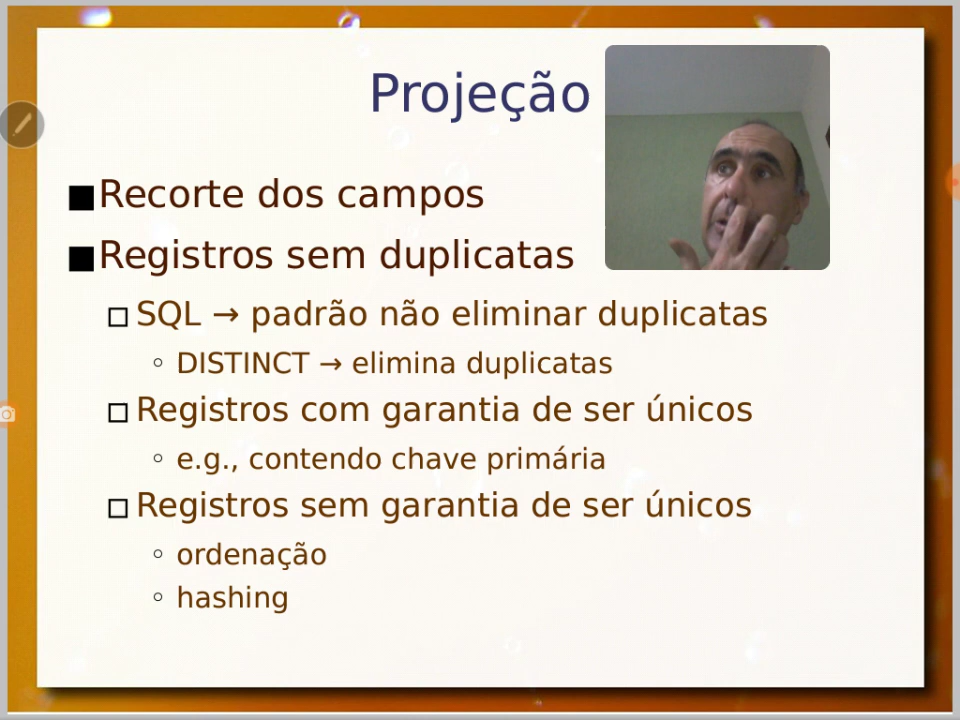 Projeção
Recorte dos campos
Registros sem duplicatas
SQL → padrão não eliminar duplicatas
DISTINCT → elimina duplicatas
Registros com garantia de ser únicos
e.g., contendo chave primária
Registros sem garantia de ser únicos
ordenação
hashing